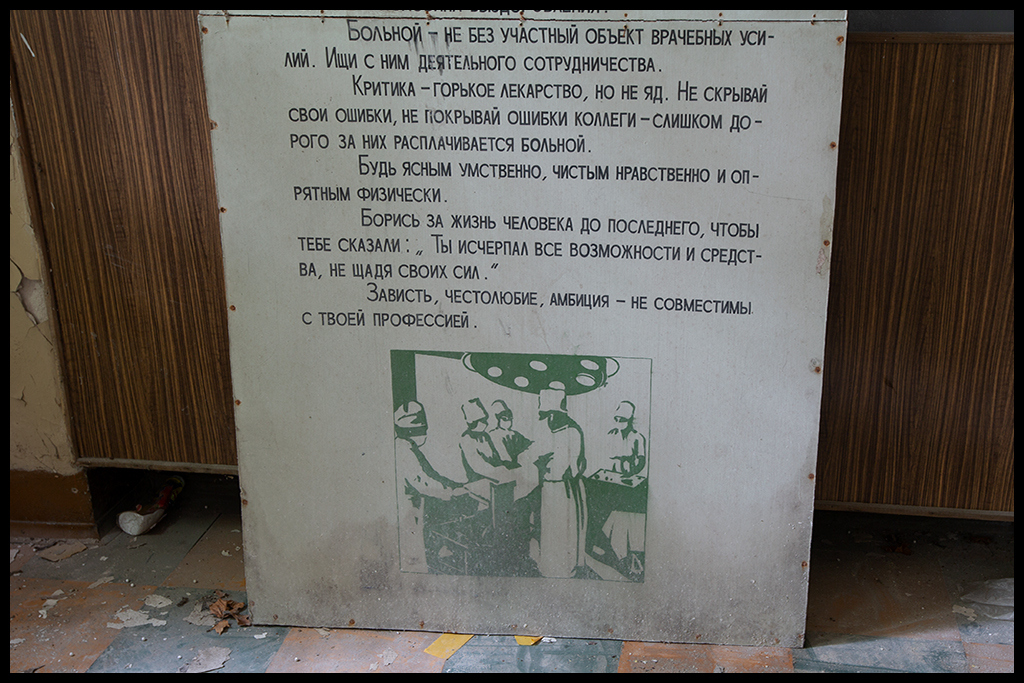 Больной – не без участный объект врачебных уси-
лий. Ищи с ним деятельного сотрудничества.
Критика – горькое лекарство, но не яд. Не скрывай
свои ошибки, не покрывай ошибки коллеги – слишком до-
рого за них расплачивается больной.
Будь ясным умственно, чистым нравственно и оп-
рятным физически.
Борись за жизнь человека до последнего, чтобы
тебе сказали: „Ты исчерпал все возможности и средст-
ва, не щадя своих сил.“
Зависть, честолюбие, амбиция – не совместимы
с твоей профессией.